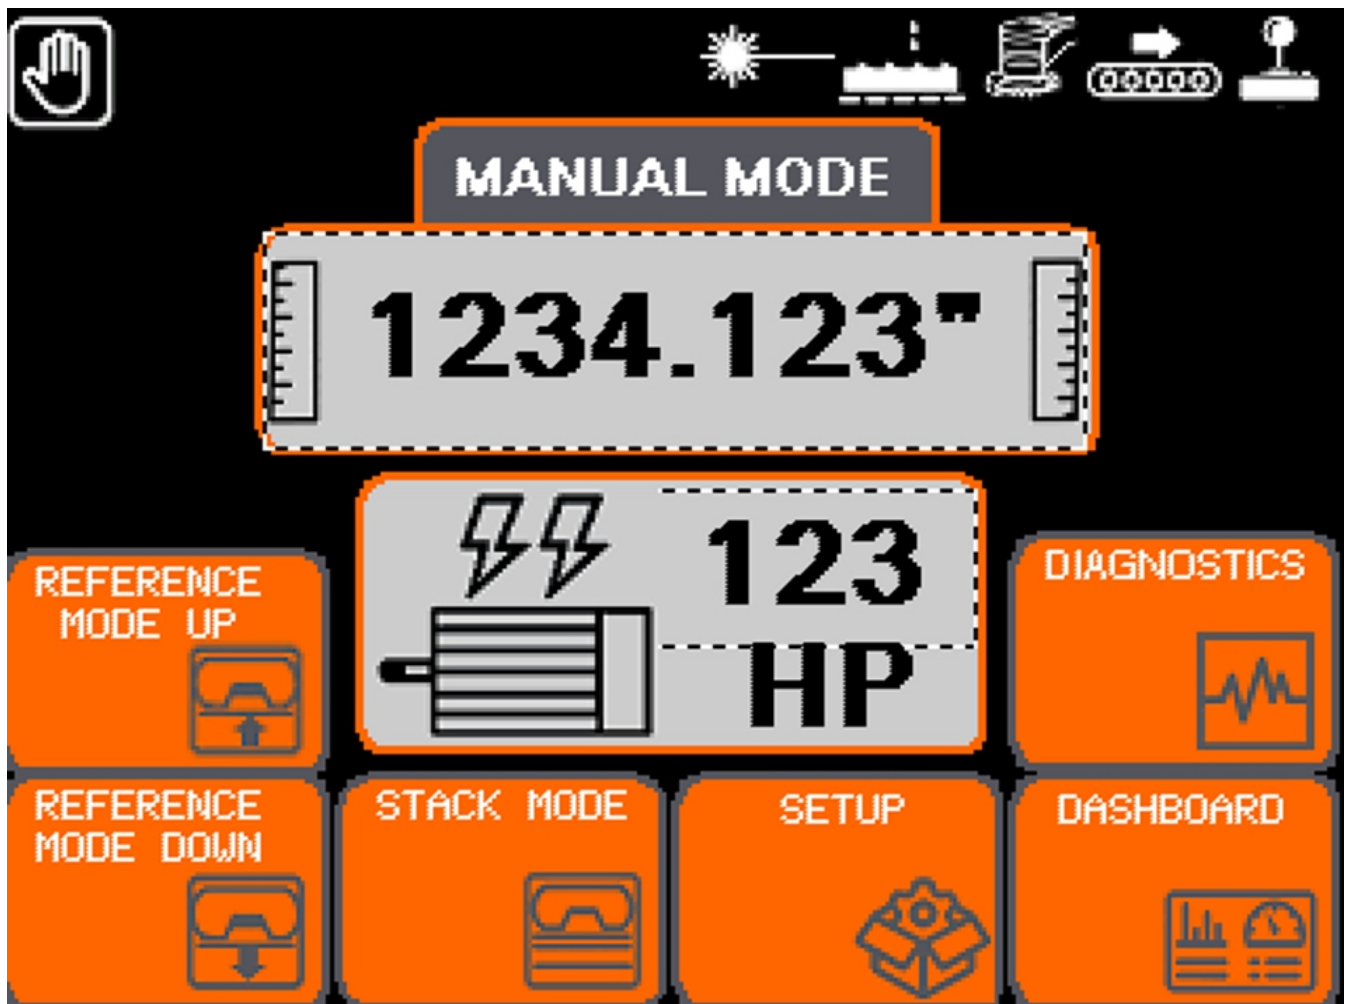 MANUAL MODE
1234.123"
123
HP
REFERENCE
MODE UP
DIAGNOSTICS
REFERENCE
MODE DOWN
STACK MODE
SETUP
DASHBOARD